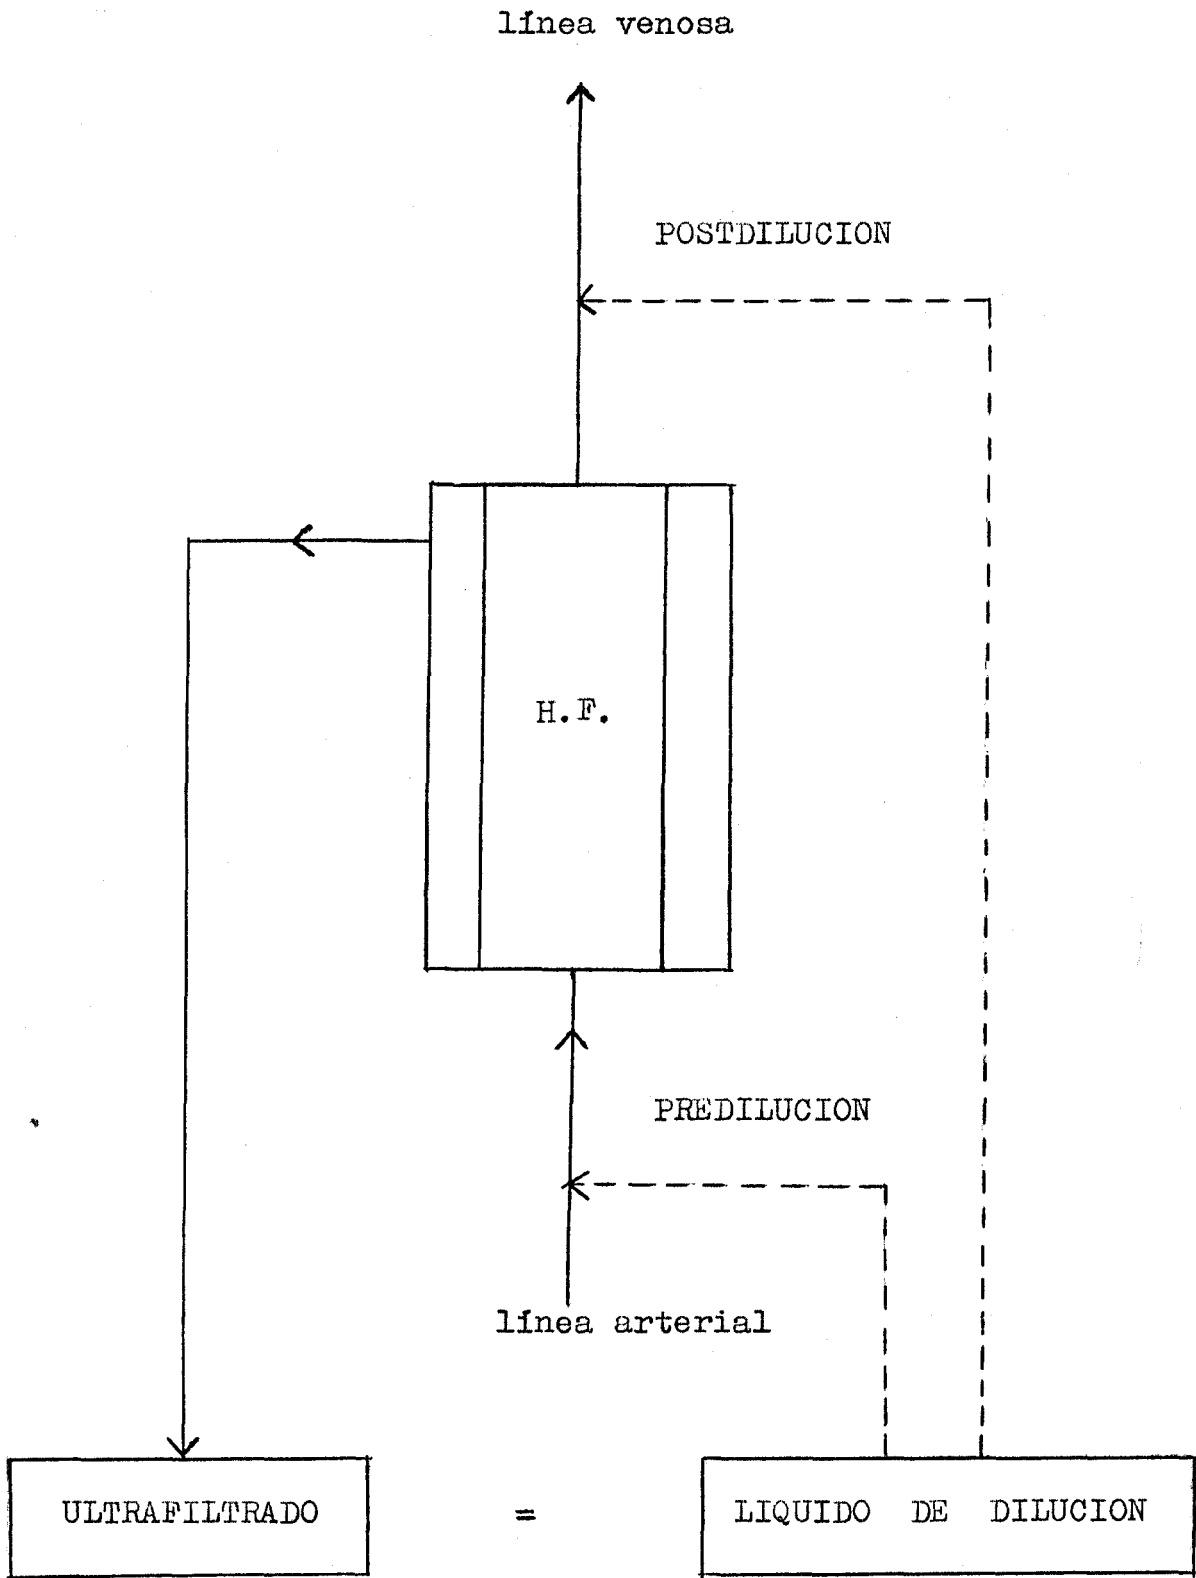 línea venosa
POSTDILUCION
H.F.
PREDILUCION
línea arterial
ULTRAFILTRADO = LIQUIDO DE DILUCION